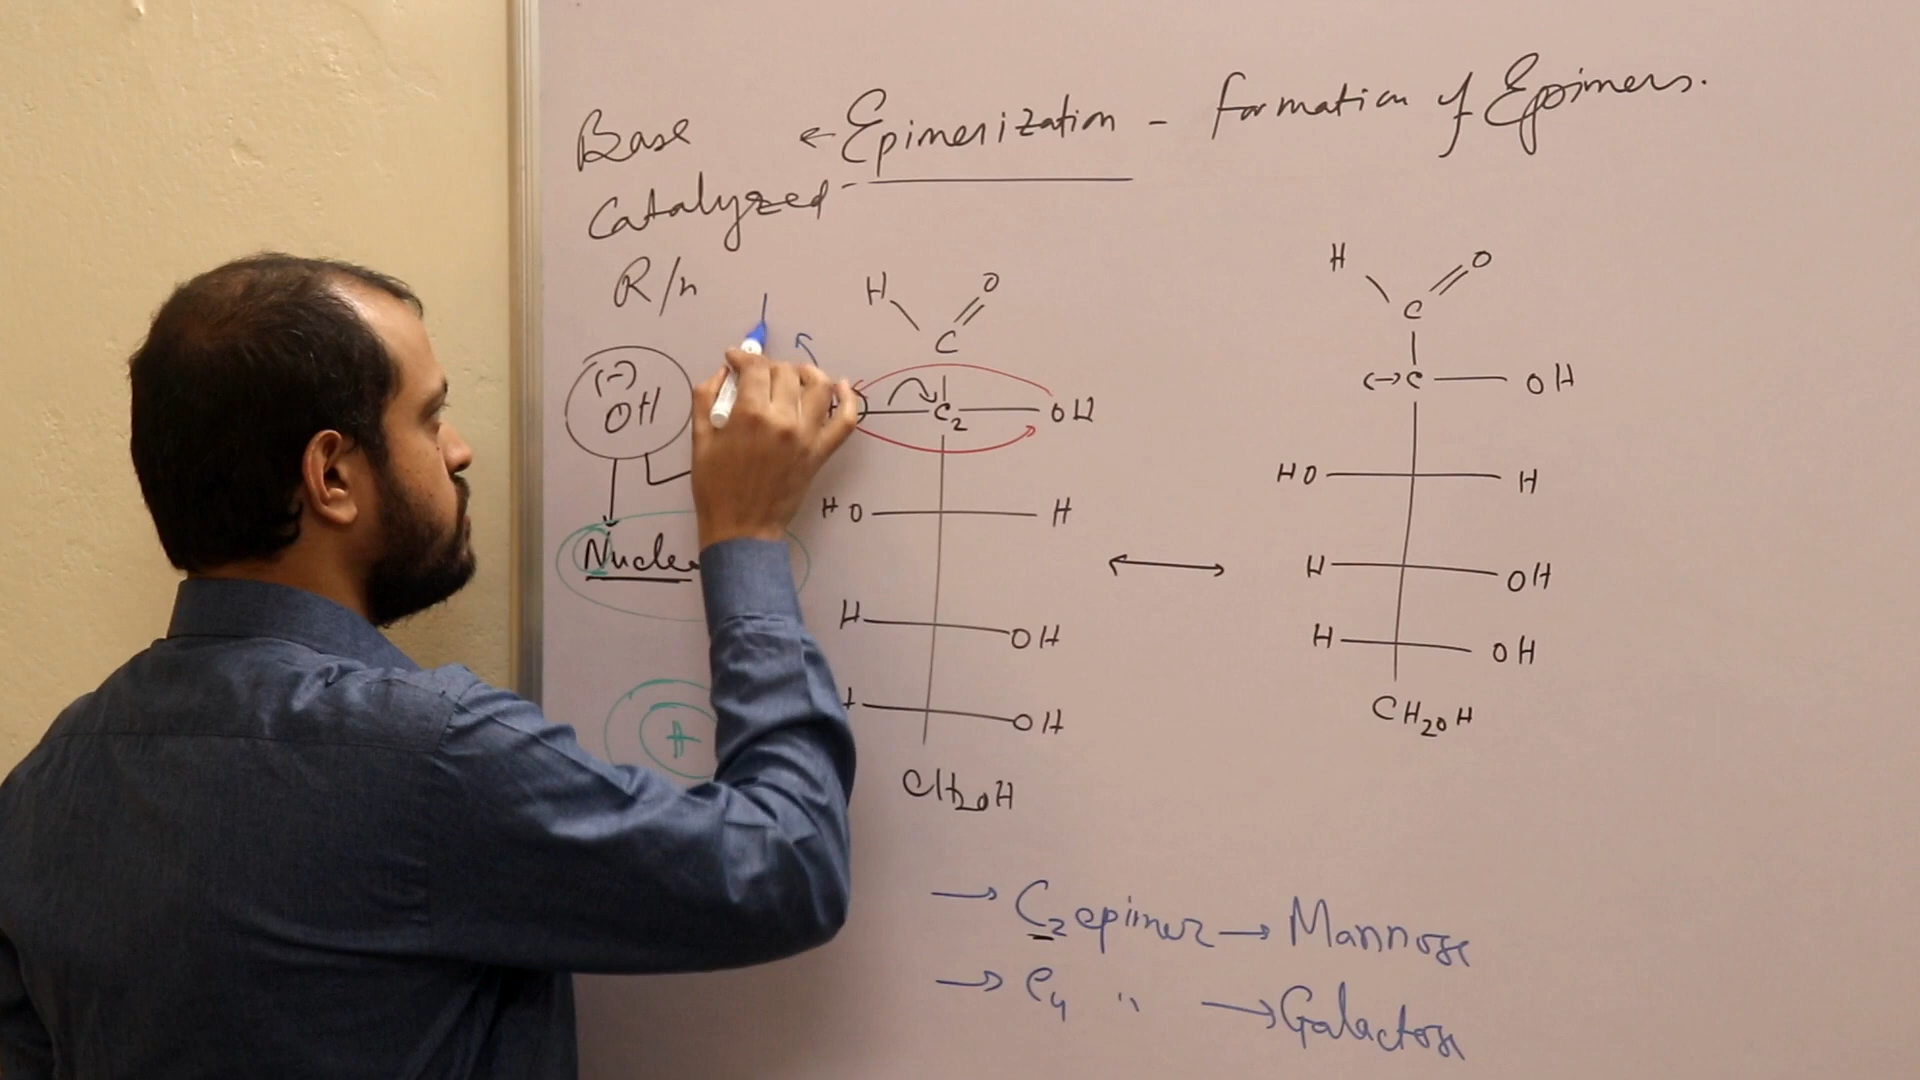 Base ← Epimerization - formation of Epimers.
Catalyzed
R/n
H O
C
(-)
OH
C2 OH
HO H
H OH
OH
CH2OH
H O
C
(-) C OH
HO H
H OH
H OH
CH2OH
→ C2 epimer → Mannose
→ C4 " → Galactose